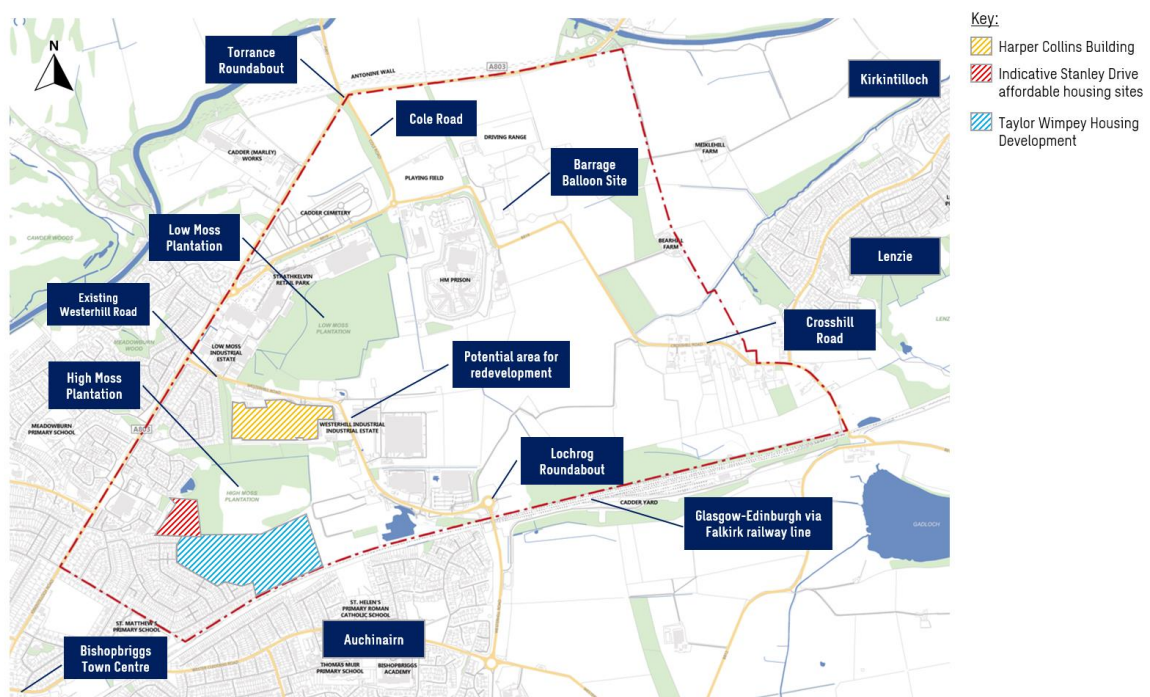 Key:
Harper Collins Building
Indicative Stanley Drive
affordable housing sites
Taylor Wimpey Housing
Development
N
Torrance
Roundabout
ANTONINE WALL
A803
Kirkintilloch
Cole Road
DRIVING RANGE
CADDER (MARLEY)
WORKS
MEIKLEHILL
FARM
Barrage
Balloon Site
PLAYING FIELD
CADDER CEMETERY
Low Moss
Plantation
CAWDER WOODS
BEARHILL
FARM
Lenzie
STRATHKELVIN
RETAIL PARK
HM PRISON
Existing
Westerhill Road
LOW MOSS
PLANTATION
Crosshill
Road
CROSSHILL ROAD
MEADOWBURN
WOOD
LOW MOSS
INDUSTRIAL
ESTATE
Potential area for
redevelopment
High Moss
Plantation
WESTERHILL ROAD
WESTERHILL INDUSTRIAL
INDUSTRIAL ESTATE
MEADOWBURN
PRIMARY SCHOOL
A803
Lochrog
Roundabout
HIGH MOSS
PLANTATION
CADDER YARD
Glasgow-Edinburgh via
Falkirk railway line
GADLOCH
ST. HELEN'S
PRIMARY ROMAN
CATHOLIC SCHOOL
ST. MATTHEW'S
PRIMARY SCHOOL
Auchinairn
Bishopbriggs
Town Centre
THOMAS MUIR
PRIMARY SCHOOL
BISHOPBRIGGS
ACADEMY